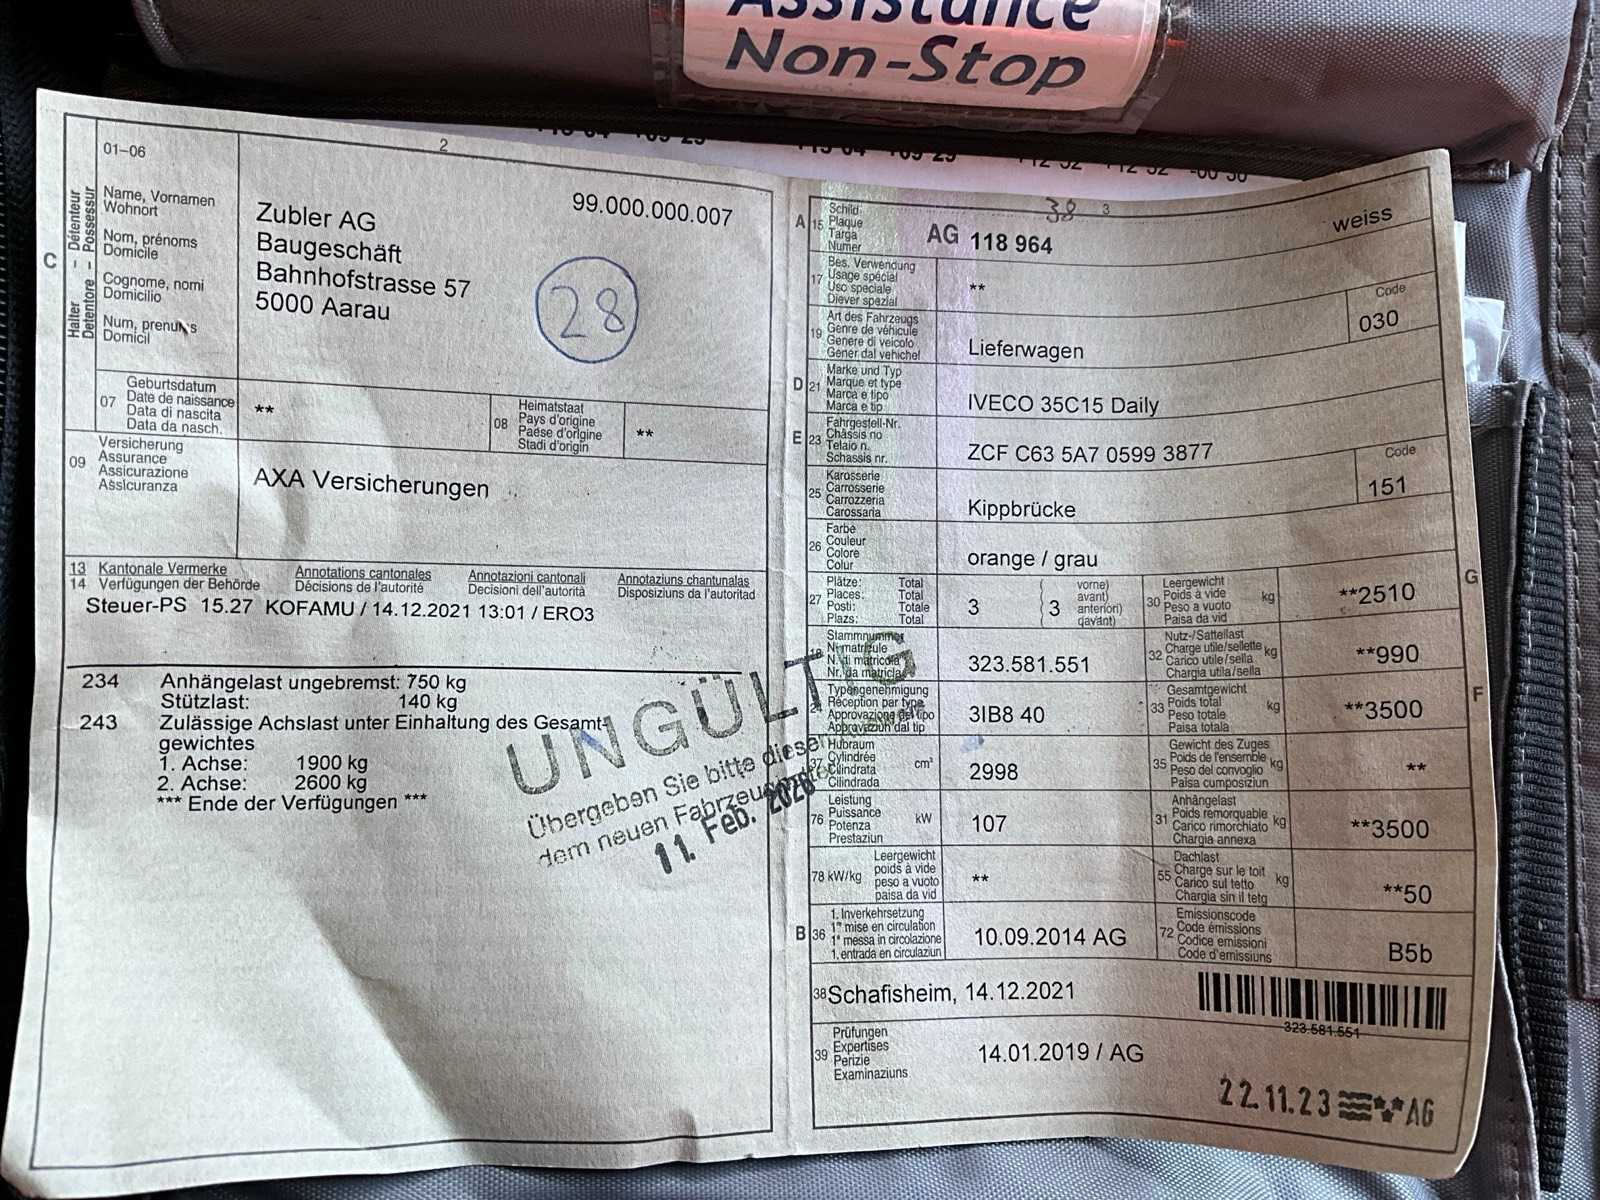 Assistance
Non-Stop
2
01–06
Halter – Détenteur
Detentore – Possessur
C
Name, Vornamen
Wohnort
Nom, prénoms
Domicile
Cognome, nomi
Domicilio
Num, prenums
Domicil
Zubler AG
Baugeschäft
Bahnhofstrasse 57
5000 Aarau
99.000.000.007
28
07
Geburtsdatum
Date de naissance
Data di nascita
Data da nasch.
**
08
Heimatstaat
Pays d'origine
Paese d'origine
Stadi d'origin
**
09
Versicherung
Assurance
Assicurazione
Assicuranza
AXA Versicherungen
13 Kantonale Vermerke Annotations cantonales Annotazioni cantonali Annotaziuns chantunalas
14 Verfügungen der Behörde Décisions de l'autorité Decisioni dell'autorità Disposiziuns da l'autoritad
Steuer-PS 15.27 KOFAMU / 14.12.2021 13:01 / ERO3
234 Anhängelast ungebremst: 750 kg
Stützlast: 140 kg
243 Zulässige Achslast unter Einhaltung des Gesamt-
gewichtes
1. Achse: 1900 kg
2. Achse: 2600 kg
*** Ende der Verfügungen ***
UNGÜLTIG
Übergeben Sie bitte diesen
dem neuen Fahrzeug
11. Feb. 2026
38 3
A 15
Schild
Plaque
Targa
Numer
AG 118 964
weiss
17
Bes. Verwendung
Usage spécial
Uso speciale
Diever spezial
**
19
Art des Fahrzeugs
Genre de véhicule
Genere di veicolo
Gener dal vehichel
Lieferwagen
Code
030
D 21
Marke und Typ
Marque et type
Marca e tipo
Marca e tip
IVECO 35C15 Daily
E 23
Fahrgestell-Nr.
Châssis no
Telaio n.
Schassis nr.
ZCF C63 5A7 0599 3877
25
Karosserie
Carrosserie
Carrozzeria
Carossaria
Kippbrücke
Code
151
26
Farbe
Couleur
Colore
Colur
orange / grau
27
Plätze: Total
Places: Total
Posti: Totale
Plazs: Total
3
( vorne)
avant)
anteriori)
( davant)
3
G
30
Leergewicht
Poids à vide
Peso a vuoto
Paisa da vid
kg
**2510
18
Stammnummer
N. matricule
N. di matricola
Nr. da matricla
323.581.551
32
Nutz-/Sattellast
Charge utile/sellette
Carico utile/sella
Chargia utila/sella
kg
**990
24
Typengenehmigung
Réception par type
Approvazione del tipo
Approvaziun dal tip
3IB8 40
F
33
Gesamtgewicht
Poids total
Peso totale
Paisa totala
kg
**3500
37
Hubraum
Cylindrée
Cilindrata
Cilindrada
cm³
2998
35
Gewicht des Zuges
Poids de l'ensemble
Peso del convoglio
Paisa cumposiziun
kg
**
76
Leistung
Puissance
Potenza
Prestaziun
kW
107
31
Anhängelast
Poids remorquable
Carico rimorchiato
Chargia annexa
kg
**3500
78 kW/kg
Leergewicht
poids à vide
peso a vuoto
paisa da vid
**
55
Dachlast
Charge sur le toit
Carico sul tetto
Chargia sin il tetg
kg
**50
B 36
1. Inverkehrsetzung
1re mise en circulation
1a messa in circolazione
1. entrada en circulaziun
10.09.2014 AG
72
Emissionscode
Code émissions
Codice emissioni
Code d'emissiuns
B5b
38 Schafisheim, 14.12.2021
323.581.551
39
Prüfungen
Expertises
Perizie
Examinaziuns
14.01.2019 / AG
22.11.23 AG